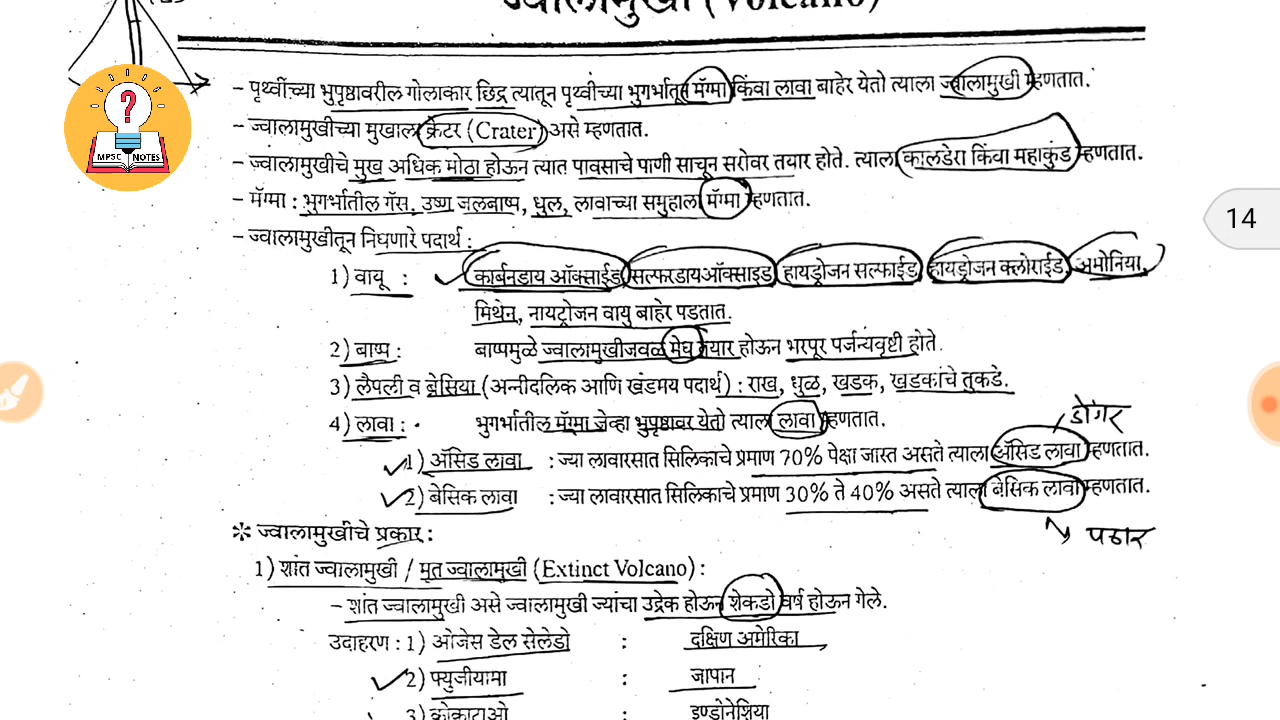 ज्वालामुखी (Volcano)
- पृथ्वीच्या भुपृष्ठावरील गोलाकार छिद्र त्यातून पृथ्वीच्या भुगर्भातून मॅग्मा किंवा लावा बाहेर येतो त्याला ज्वालामुखी म्हणतात.
- ज्वालामुखीच्या मुखाला क्रेटर (Crater) असे म्हणतात.
- ज्वालामुखीचे मुख अधिक मोठा होऊन त्यात पावसाचे पाणी साचून सरोवर तयार होते. त्याला कालडेरा किंवा महाकुंड म्हणतात.
- मॅग्मा : भुगर्भातील गॅस, उष्ण जलबाष्प, धुल, लावाच्या समुहाला मॅग्मा म्हणतात.
14
- ज्वालामुखीतून निघणारे पदार्थ :
1) वायू : कार्बनडाय ऑक्साईड, सल्फरडायऑक्साइड, हायड्रोजन सल्फाईड, हायड्रोजन क्लोराईड, अमोनिया,
मिथेन, नायट्रोजन वायु बाहेर पडतात.
2) बाष्प : बाष्पमुळे ज्वालामुखीजवळ मेघ तयार होऊन भरपूर पर्जन्यवृष्टी होते.
3) लॅपली व ब्रेसिया (अग्नीदलिक आणि खंडमय पदार्थ) : राख, धुळ, खडक, खडकांचे तुकडे.
4) लावा : भुगर्भातील मॅग्मा जेव्हा भुपृष्ठावर येतो त्याला लावा म्हणतात.
डोंगर
1) ॲसिड लावा : ज्या लावारसात सिलिकाचे प्रमाण 70% पेक्षा जास्त असते त्याला ॲसिड लावा म्हणतात.
2) बेसिक लावा : ज्या लावारसात सिलिकाचे प्रमाण 30% ते 40% असते त्याला बेसिक लावा म्हणतात.
पठार
✻ ज्वालामुखीचे प्रकार :
1) शांत ज्वालामुखी / मृत ज्वालामुखी (Extinct Volcano) :
- शांत ज्वालामुखी असे ज्वालामुखी ज्यांचा उद्रेक होऊन शेकडो वर्ष होऊन गेले.
उदाहरण : 1) ओजेस डेल सेलेडो : दक्षिण अमेरिका
2) फ्युजीयामा : जापान
3) क्रोकाटाओ : इण्डोनेशिया
?
MPSC NOTES